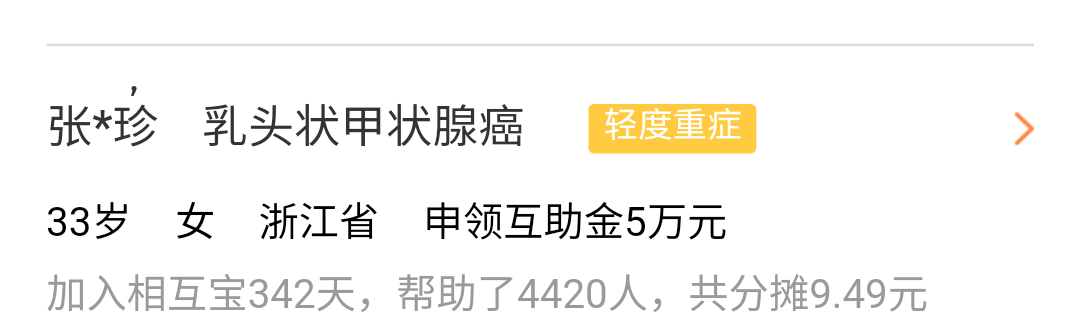 张*珍 乳头状甲状腺癌 轻度重症
33岁 女 浙江省 申领互助金5万元
加入相互宝342天，帮助了4420人，共分摊9.49元